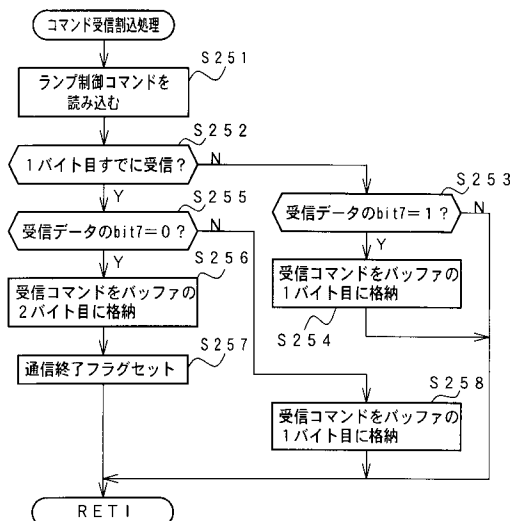 コマンド受信割込処理
S251
ランプ制御コマンドを
読み込む
S252
1バイト目すでに受信?
N
Y
S253
受信データのbit7=1?
N
Y
S255
受信データのbit7=0?
N
Y
S256
受信コマンドをバッファの
2バイト目に格納
受信コマンドをバッファの
1バイト目に格納
S254
S257
通信終了フラグセット
S258
受信コマンドをバッファの
1バイト目に格納
RETI